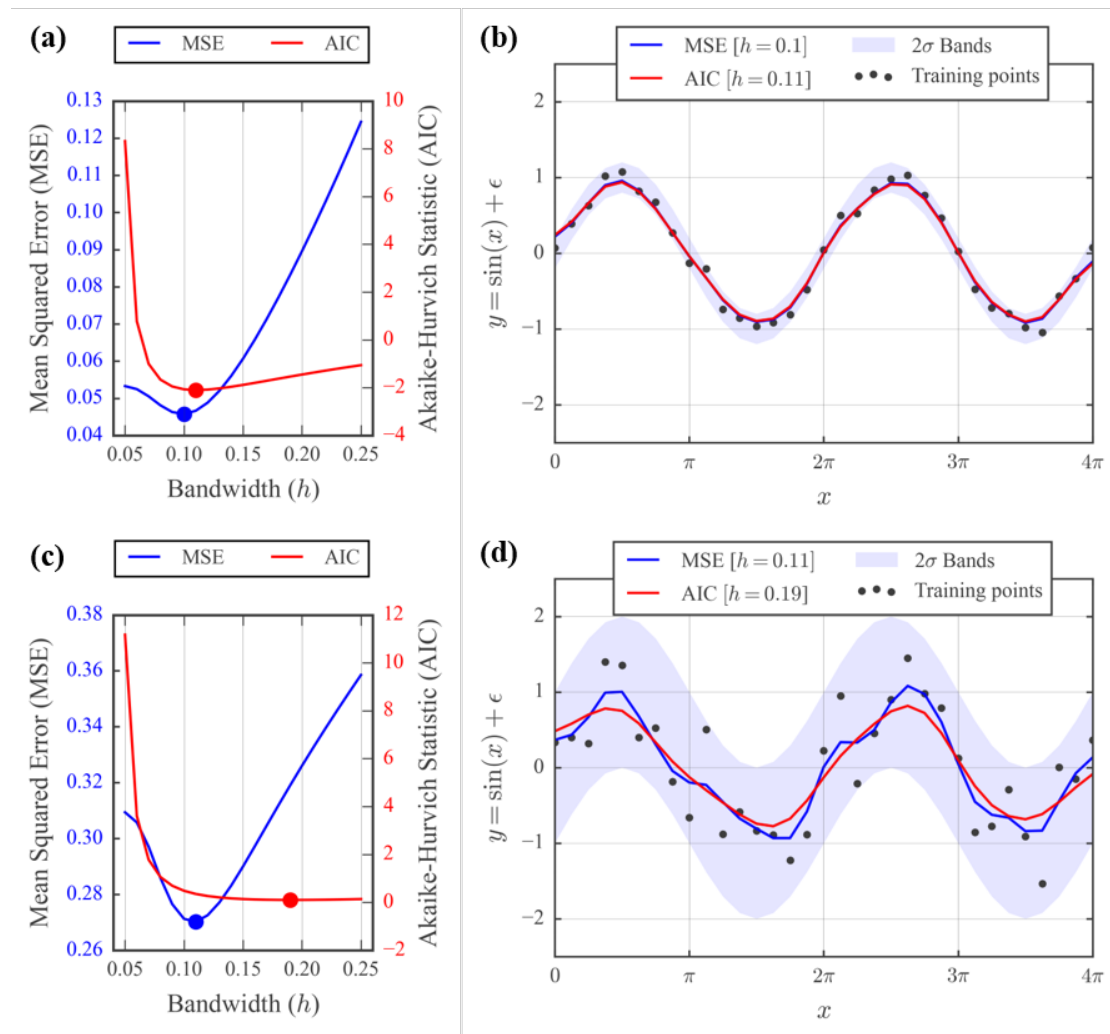 (a)
MSE AIC
0.13
0.12
0.11
0.10
0.09
0.08
0.07
0.06
0.05
0.04
Mean Squared Error (MSE)
10
8
6
4
2
0
−2
−4
Akaike-Hurvich Statistic (AIC)
0.05 0.10 0.15 0.20 0.25
Bandwidth (h)
(b)
MSE [h = 0.1] 2σ Bands
AIC [h = 0.11] Training points
2
1
0
−1
−2
y = sin(x) + ϵ
0 π 2π 3π 4π
x
(c)
MSE AIC
0.38
0.36
0.34
0.32
0.30
0.28
0.26
Mean Squared Error (MSE)
12
10
8
6
4
2
0
−2
Akaike-Hurvich Statistic (AIC)
0.05 0.10 0.15 0.20 0.25
Bandwidth (h)
(d)
MSE [h = 0.11] 2σ Bands
AIC [h = 0.19] Training points
2
1
0
−1
−2
y = sin(x) + ϵ
0 π 2π 3π 4π
x